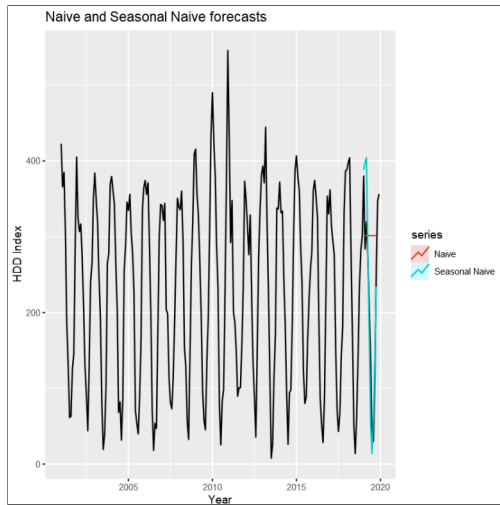 Naive and Seasonal Naive forecasts
HDD Index
400
200
0
2005
2010
2015
2020
Year
series
Naive
Seasonal Naive